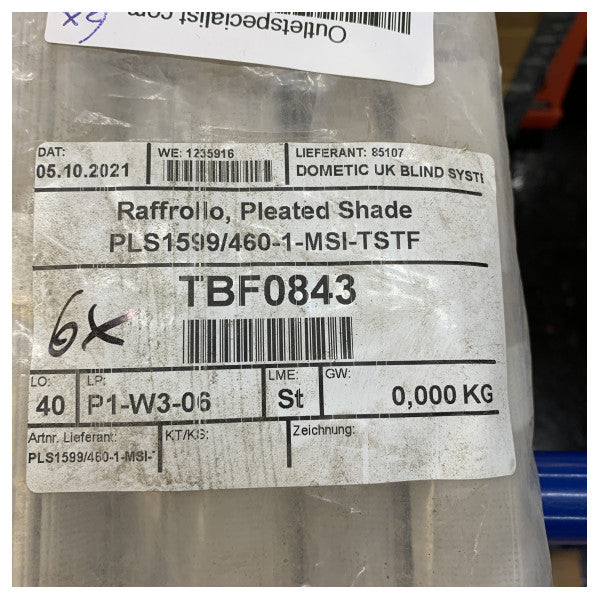 6x
Outletspecialist.com
DAT:
05.10.2021
WE: 1235916
LIEFERANT: 85107
DOMETIC UK BLIND SYSTI
Raffrollo, Pleated Shade
PLS1599/460-1-MSI-TSTF
TBF0843
6x
LO:
40
LP:
P1-W3-06
LME:
St
GW:
0,000 KG
Artnr. Lieferant:
PLS1599/460-1-MSI-
KT/KS:
Zeichnung: